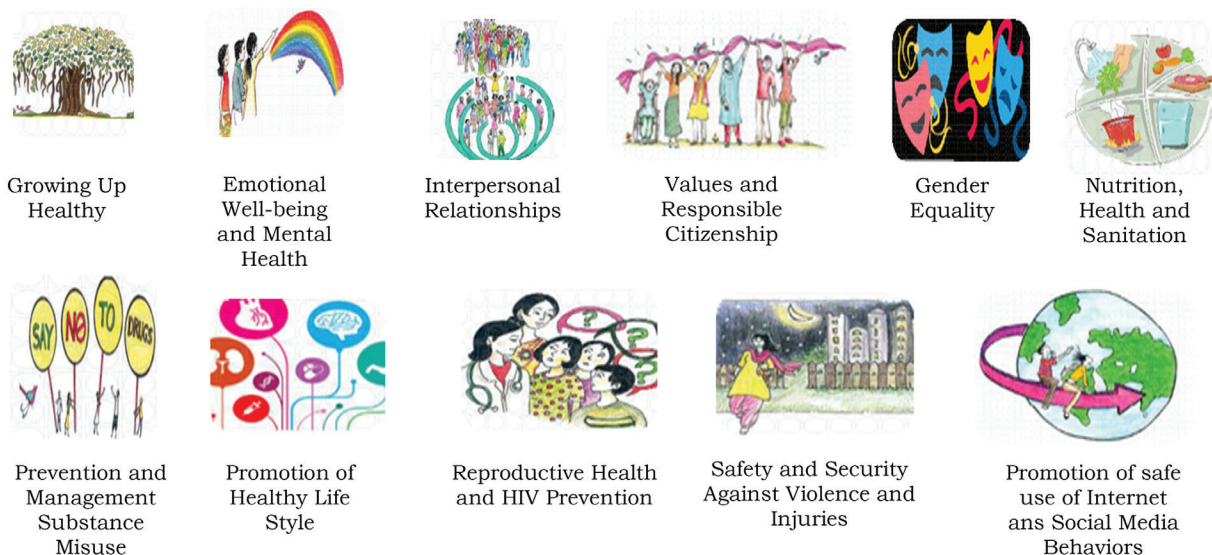 Growing Up
Healthy
Emotional
Well-being
and Mental
Health
Interpersonal
Relationships
Values and
Responsible
Citizenship
Gender
Equality
Nutrition,
Health and
Sanitation
SAY NO TO DRUGS
Prevention and
Management
Substance
Misuse
Promotion of
Healthy Life
Style
Reproductive Health
and HIV Prevention
Safety and Security
Against Violence and
Injuries
Promotion of safe
use of Internet
ans Social Media
Behaviors